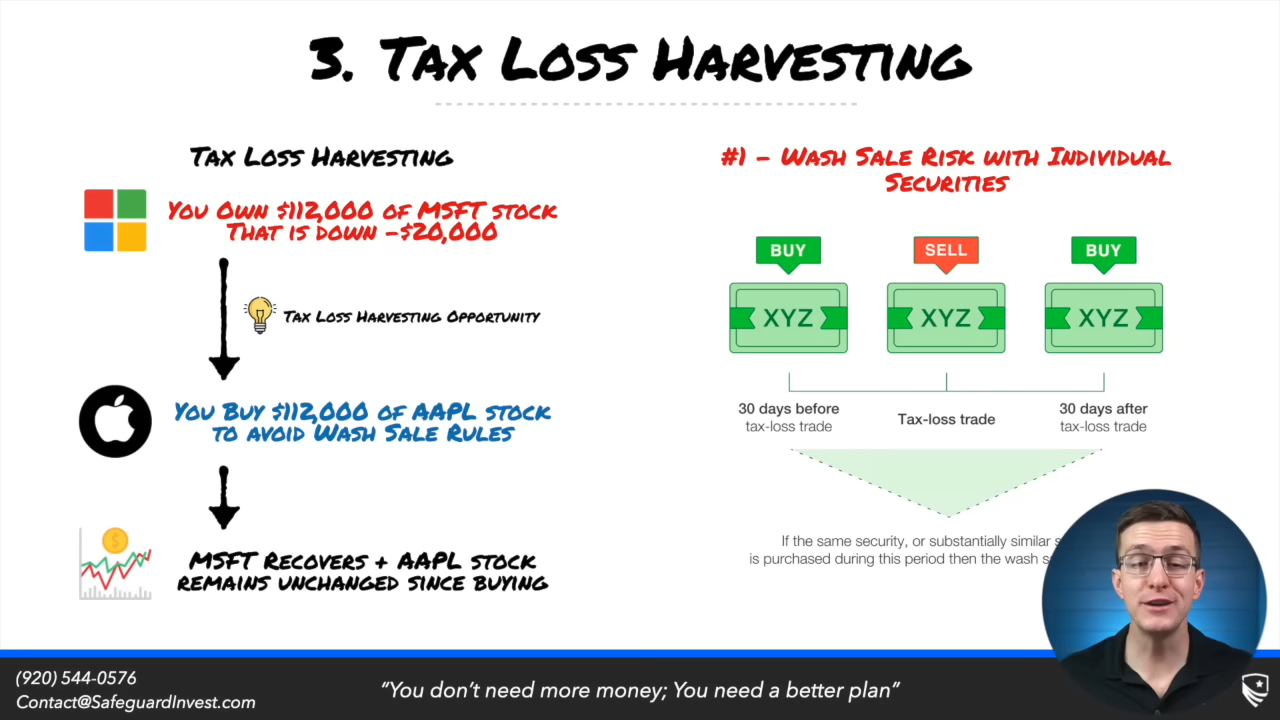 3. Tax Loss Harvesting
Tax Loss Harvesting
You Own $112,000 of MSFT stock
That is down -$20,000
Tax Loss Harvesting Opportunity
You Buy $112,000 of AAPL stock
to avoid Wash Sale Rules
MSFT Recovers + AAPL stock
remains unchanged since buying
#1 - Wash Sale Risk with Individual
Securities
BUY
SELL
BUY
XYZ
XYZ
XYZ
30 days before
tax-loss trade
Tax-loss trade
30 days after
tax-loss trade
If the same security, or substantially similar
is purchased during this period then the wash
(920) 544-0576
Contact@SafeguardInvest.com
"You don't need more money; You need a better plan"